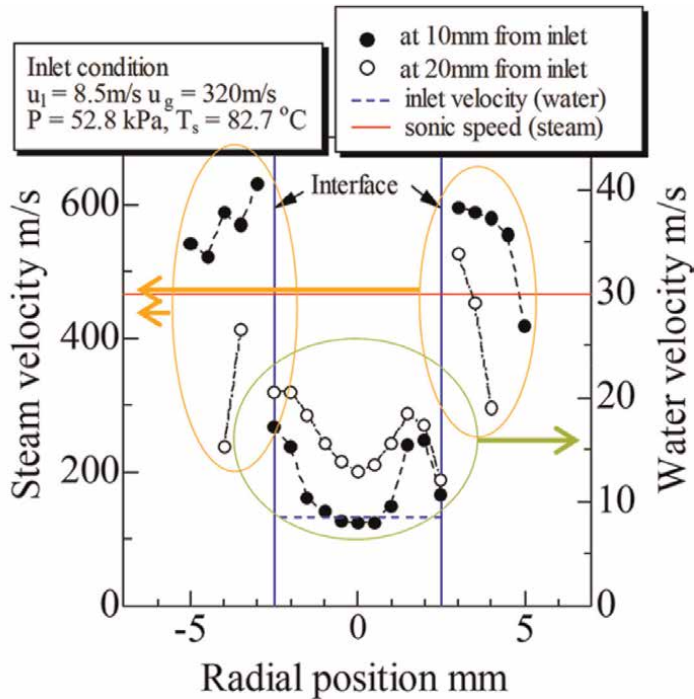 Inlet condition
u_l = 8.5m/s u_g = 320m/s
P = 52.8 kPa, T_s = 82.7 °C
at 10mm from inlet
at 20mm from inlet
inlet velocity (water)
sonic speed (steam)
Interface
Steam velocity m/s
600
400
200
0
Water velocity m/s
40
30
20
10
0
-5
0
5
Radial position mm